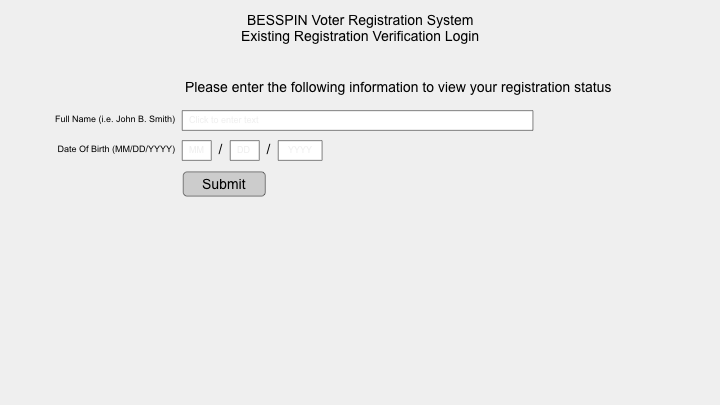 BESSPIN Voter Registration System
Existing Registration Verification Login
Please enter the following information to view your registration status
Full Name (i.e. John B. Smith) Click to enter text
Date Of Birth (MM/DD/YYYY) MM / DD / YYYY
Submit